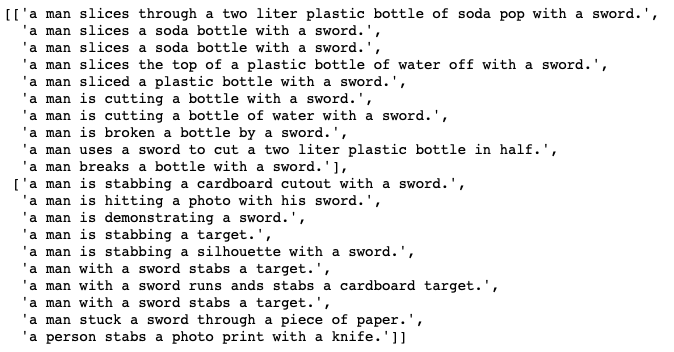 [['a man slices through a two liter plastic bottle of soda pop with a sword.',
'a man slices a soda bottle with a sword.',
'a man slices a soda bottle with a sword.',
'a man slices the top of a plastic bottle of water off with a sword.',
'a man sliced a plastic bottle with a sword.',
'a man is cutting a bottle with a sword.',
'a man is cutting a bottle of water with a sword.',
'a man is broken a bottle by a sword.',
'a man uses a sword to cut a two liter plastic bottle in half.',
'a man breaks a bottle with a sword.'],
['a man is stabbing a cardboard cutout with a sword.',
'a man is hitting a photo with his sword.',
'a man is demonstrating a sword.',
'a man is stabbing a target.',
'a man is stabbing a silhouette with a sword.',
'a man with a sword stabs a target.',
'a man with a sword runs ands stabs a cardboard target.',
'a man with a sword stabs a target.',
'a man stuck a sword through a piece of paper.',
'a person stabs a photo print with a knife.']]